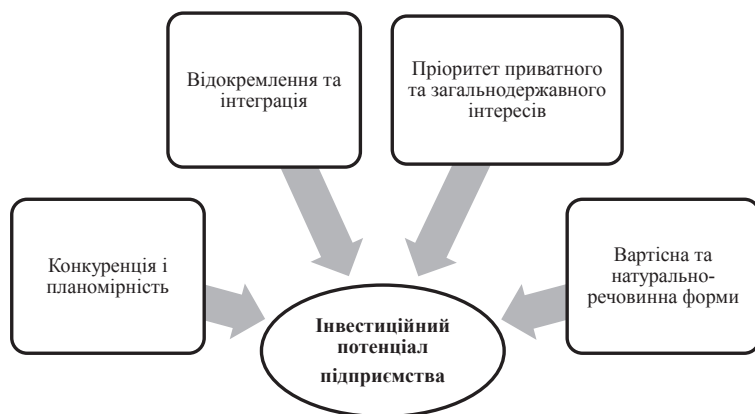 Відокремлення та
інтеграція
Пріоритет приватного
та загальнодержавного
інтересів
Конкуренція і
планомірність
Вартісна та
натурально-
речовинна форми
Інвестиційний
потенціал
підприємства